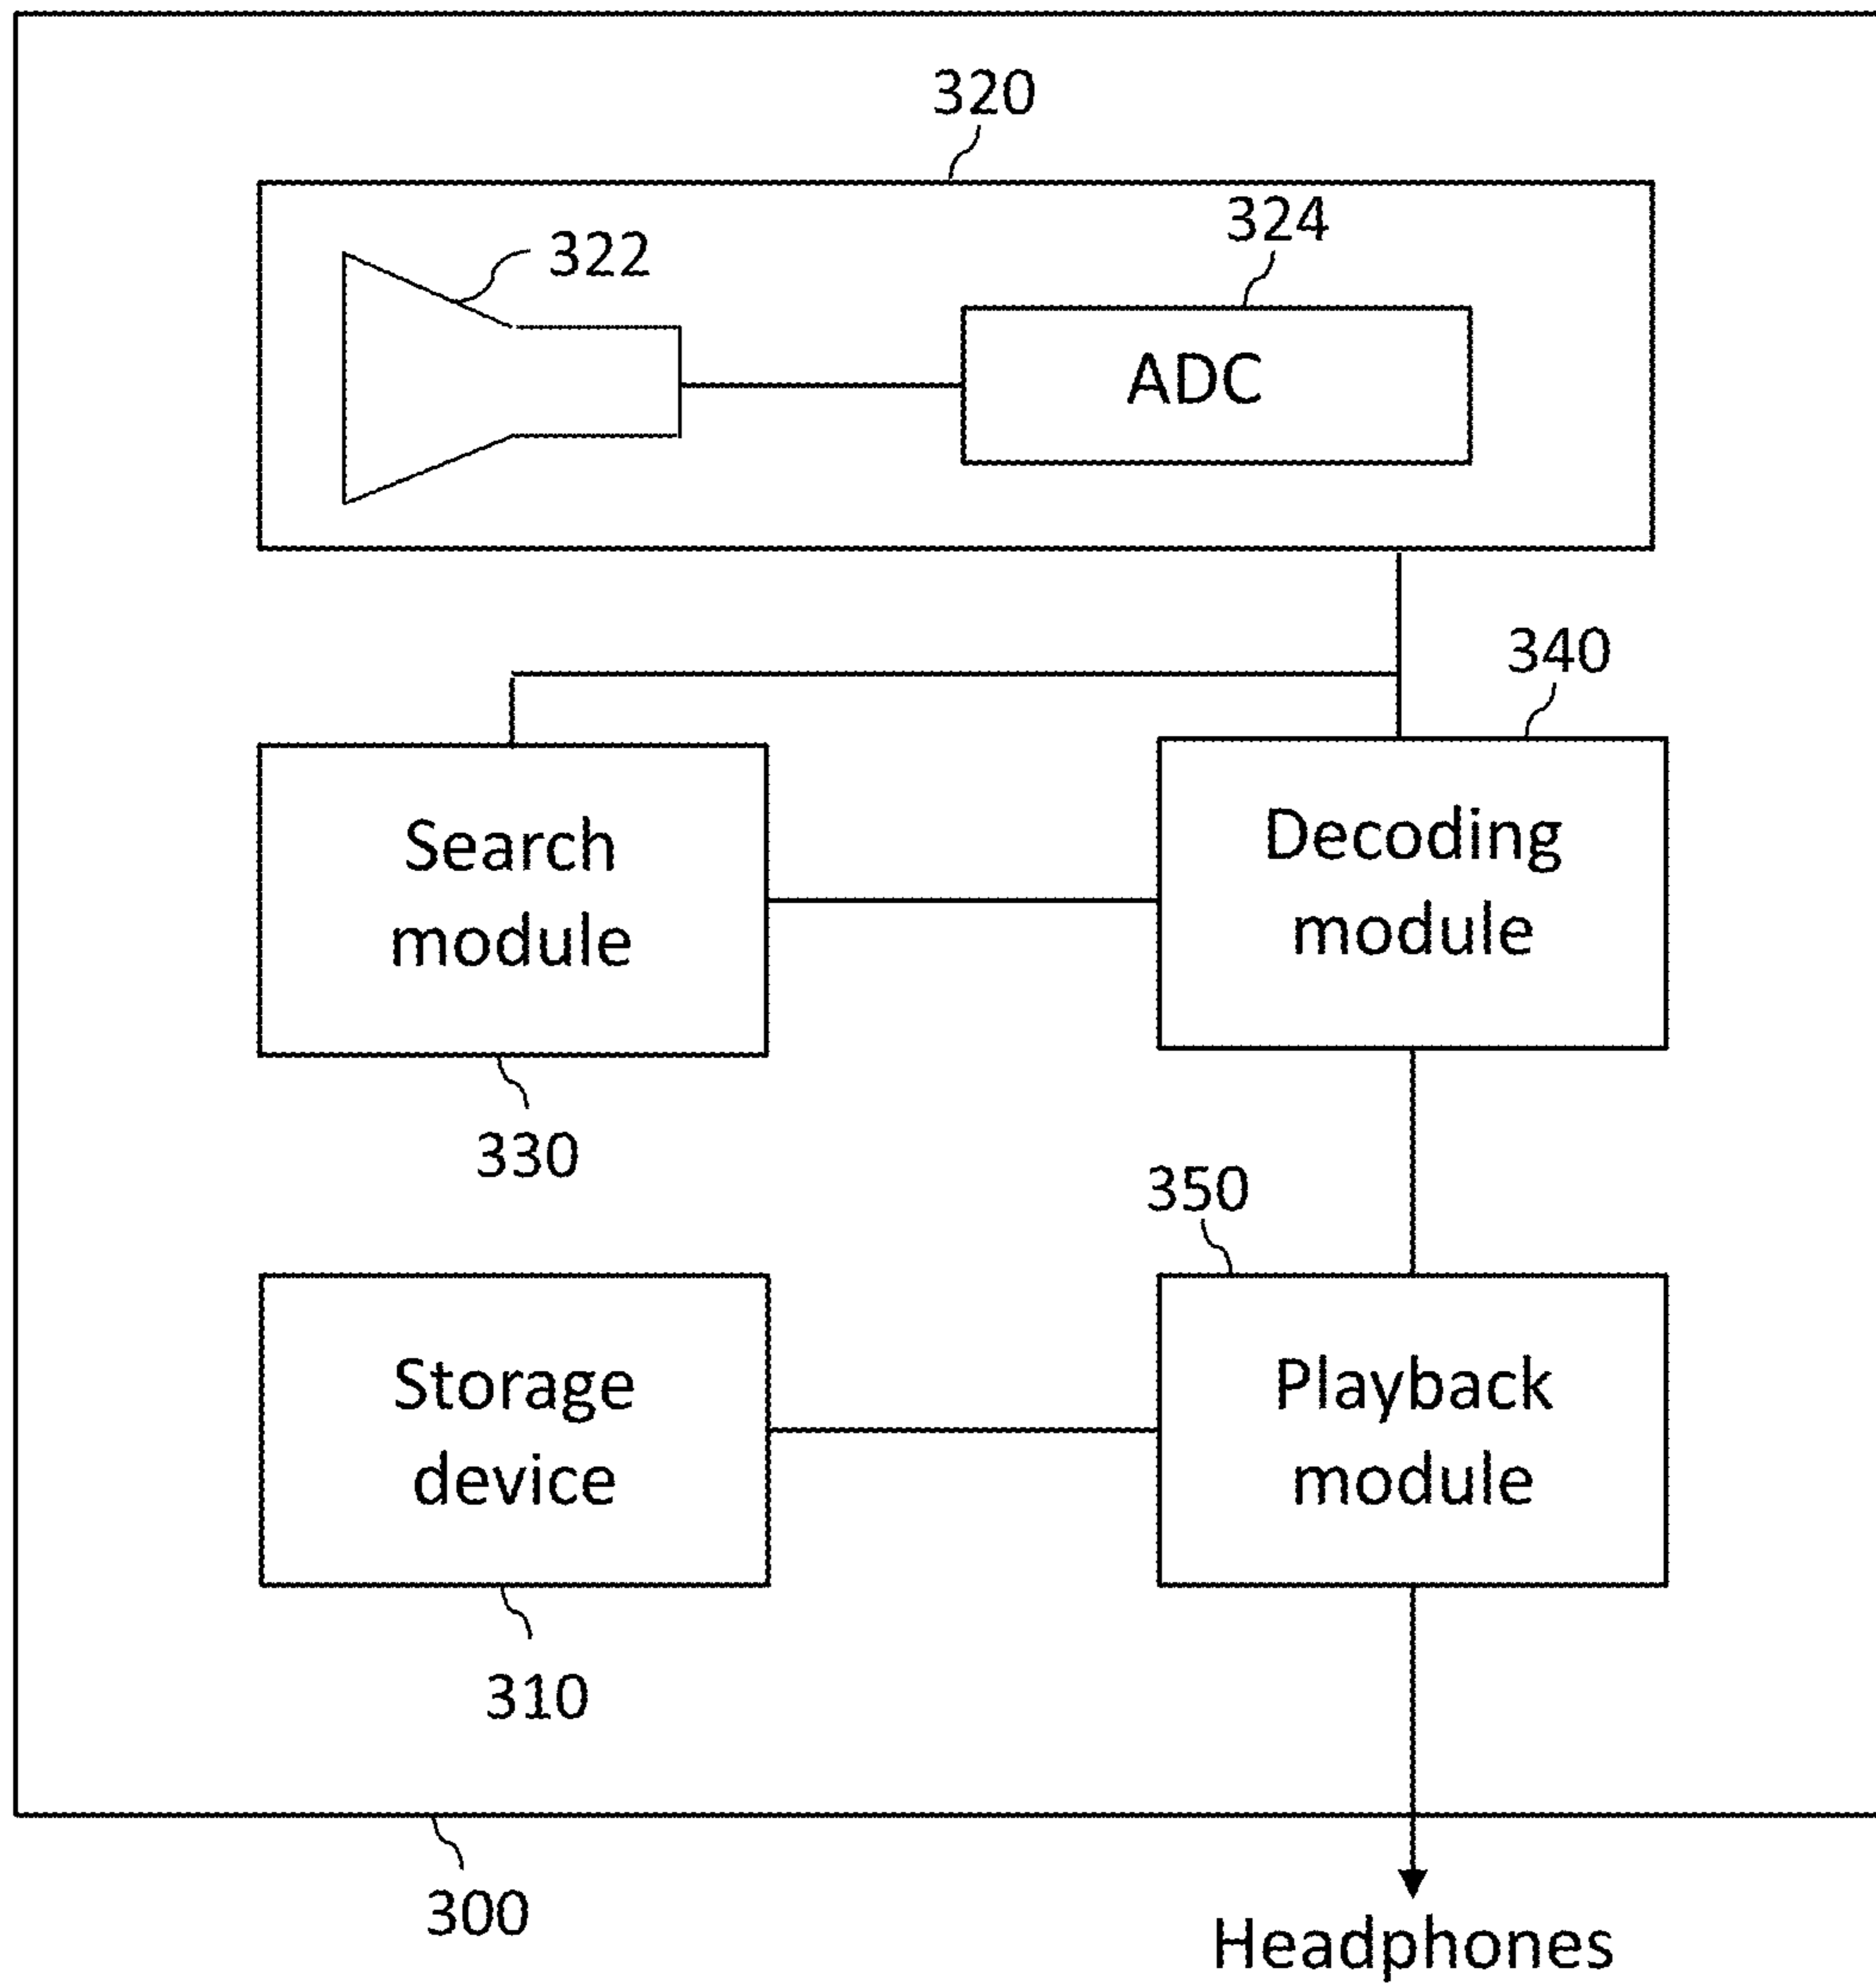 320
322
324
ADC
340
Search
module
Decoding
module
330
350
Storage
device
Playback
module
310
300
Headphones